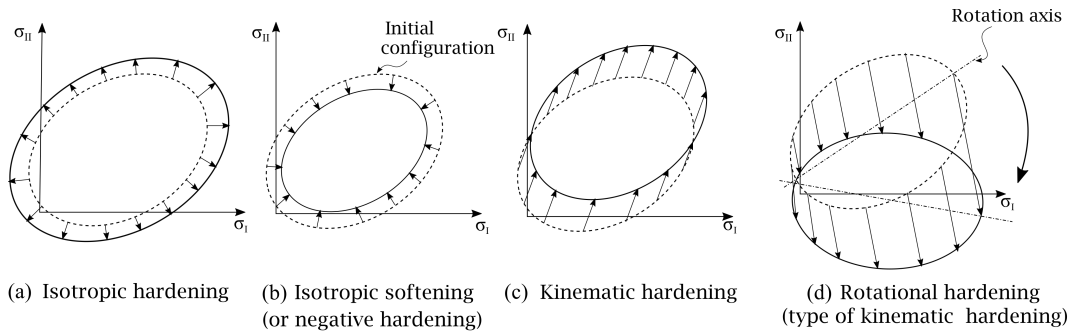 σII
σI
(a) Isotropic hardening
Initial
configuration
σII
σI
(b) Isotropic softening
(or negative hardening)
σII
σI
(c) Kinematic hardening
Rotation axis
σII
σI
(d) Rotational hardening
(type of kinematic hardening)